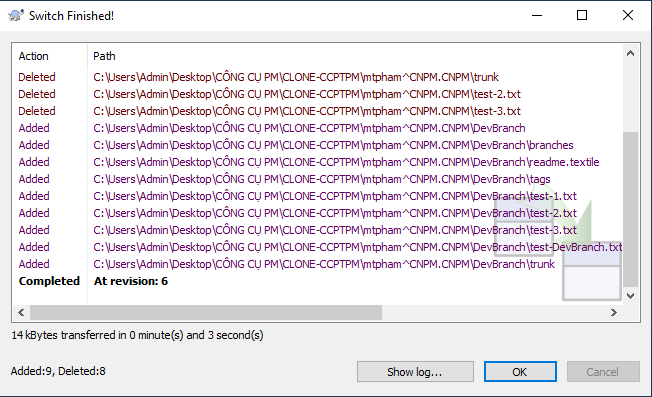 Switch Finished!
Action Path
Deleted C:\Users\Admin\Desktop\CÔNG CỤ PM\CLONE-CCPTPM\mtpham^CNPM.CNPM\trunk
Deleted C:\Users\Admin\Desktop\CÔNG CỤ PM\CLONE-CCPTPM\mtpham^CNPM.CNPM\test-2.txt
Deleted C:\Users\Admin\Desktop\CÔNG CỤ PM\CLONE-CCPTPM\mtpham^CNPM.CNPM\test-3.txt
Added C:\Users\Admin\Desktop\CÔNG CỤ PM\CLONE-CCPTPM\mtpham^CNPM.CNPM\DevBranch
Added C:\Users\Admin\Desktop\CÔNG CỤ PM\CLONE-CCPTPM\mtpham^CNPM.CNPM\DevBranch\branches
Added C:\Users\Admin\Desktop\CÔNG CỤ PM\CLONE-CCPTPM\mtpham^CNPM.CNPM\DevBranch\readme.textile
Added C:\Users\Admin\Desktop\CÔNG CỤ PM\CLONE-CCPTPM\mtpham^CNPM.CNPM\DevBranch\tags
Added C:\Users\Admin\Desktop\CÔNG CỤ PM\CLONE-CCPTPM\mtpham^CNPM.CNPM\DevBranch\test-1.txt
Added C:\Users\Admin\Desktop\CÔNG CỤ PM\CLONE-CCPTPM\mtpham^CNPM.CNPM\DevBranch\test-2.txt
Added C:\Users\Admin\Desktop\CÔNG CỤ PM\CLONE-CCPTPM\mtpham^CNPM.CNPM\DevBranch\test-3.txt
Added C:\Users\Admin\Desktop\CÔNG CỤ PM\CLONE-CCPTPM\mtpham^CNPM.CNPM\DevBranch\test-DevBranch.txt
Added C:\Users\Admin\Desktop\CÔNG CỤ PM\CLONE-CCPTPM\mtpham^CNPM.CNPM\DevBranch\trunk
Completed At revision: 6
14 kBytes transferred in 0 minute(s) and 3 second(s)
Added:9, Deleted:8 Show log... OK Cancel